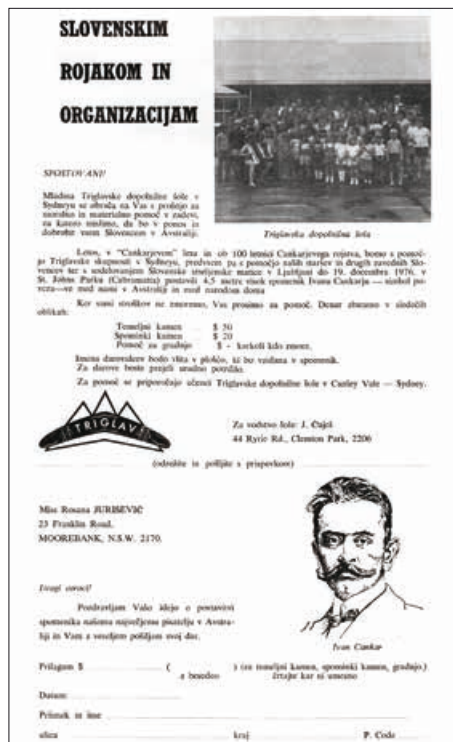 SLOVENSKIM
ROJAKOM IN
ORGANIZACIJAM
SPOŠTOVANI!
Mladina Triglavske dopolnilne šole v
Sydneyu se obrača na Vas s prošnjo za
moralno in materialno pomoč v zadevi,
za katero mislimo, da bo v ponos in
dobrobit vsem Slovencem v Avstraliji.
Triglavska dopolnilna šola
Letos, v "Cankarjevem" letu in ob 100 letnici Cankarjevega rojstva, bomo s pomoč-
jo Triglavske skupnosti v Sydneyu, predvsem pa s pomočjo naših staršev in drugih zavednih Slo-
vencev ter s sodelovanjem Slovenske izseljenske matice v Ljubljani do 19. decembra 1976, v
St. Johns Parku (Cabramatta) postavili 4,5 metre visok spomenik Ivanu Cankarju — simbol po-
veza—ve med nami v Avstraliji in med narodom doma
Ker sami stroškov ne zmoremo, Vas prosimo za pomoč. Denar zbiramo v sledečih
oblikah:
Temeljni kamen $ 50
Spominski kamen $ 20
Pomoč za gradnjo $ - kolikor kdo zmore.
Imena darovalcev bodo vlita v ploščo, ki bo vzidana v spomenik.
Za darove boste prejeli uradno potrdilo.
Za pomoč se priporočajo učenci Triglavske dopolnilne šole v Canley Vale — Sydney.
TRIGLAV
Za vodstvo šole: J. Čuješ
44 Ryrie Rd., Clemton Park, 2206
(odrežite in pošljite s prispevkom)
Miss Rosana JURIŠEVIČ
23 Franklin Road,
MOOREBANK, N.S.W. 2170.
Dragi otroci!
Pozdravljam Vašo idejo o postavitvi
spomenika našemu največjemu pisatelju v Avstra-
liji in Vam z veseljem pošiljam svoj dar.
Ivan Cankar
Prilagam $ ( ) (za temeljni kamen, spominski kamen, gradnjo.)
z besedo črtajte kar ni umesno
Datum
Priimek in ime
ulica kraj P. Code